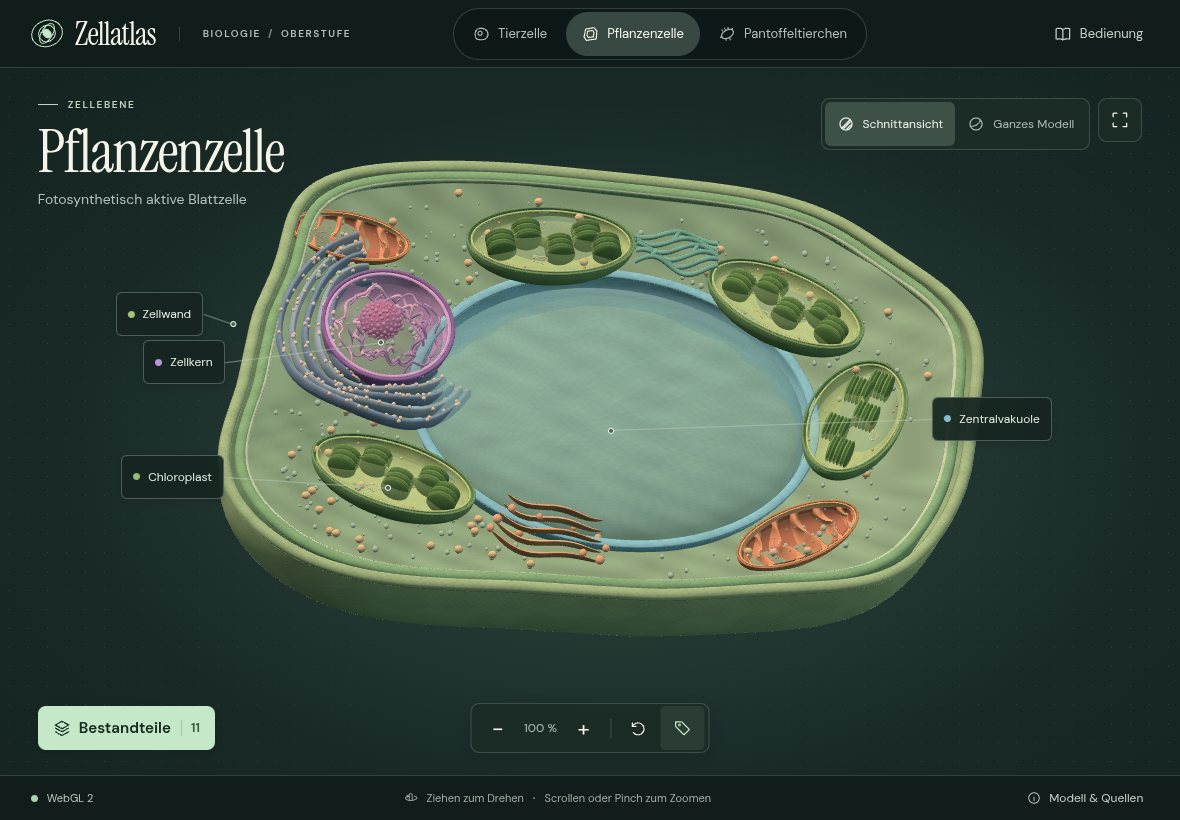 Zellatlas
BIOLOGIE / OBERSTUFE
Tierzelle
Pflanzenzelle
Pantoffeltierchen
Bedienung
ZELLEBENE
Pflanzenzelle
Fotosynthetisch aktive Blattzelle
Schnittansicht
Ganzes Modell
Zellwand
Zellkern
Zentralvakuole
Chloroplast
Bestandteile 11
− 100 % +
WebGL 2
Ziehen zum Drehen · Scrollen oder Pinch zum Zoomen
Modell & Quellen